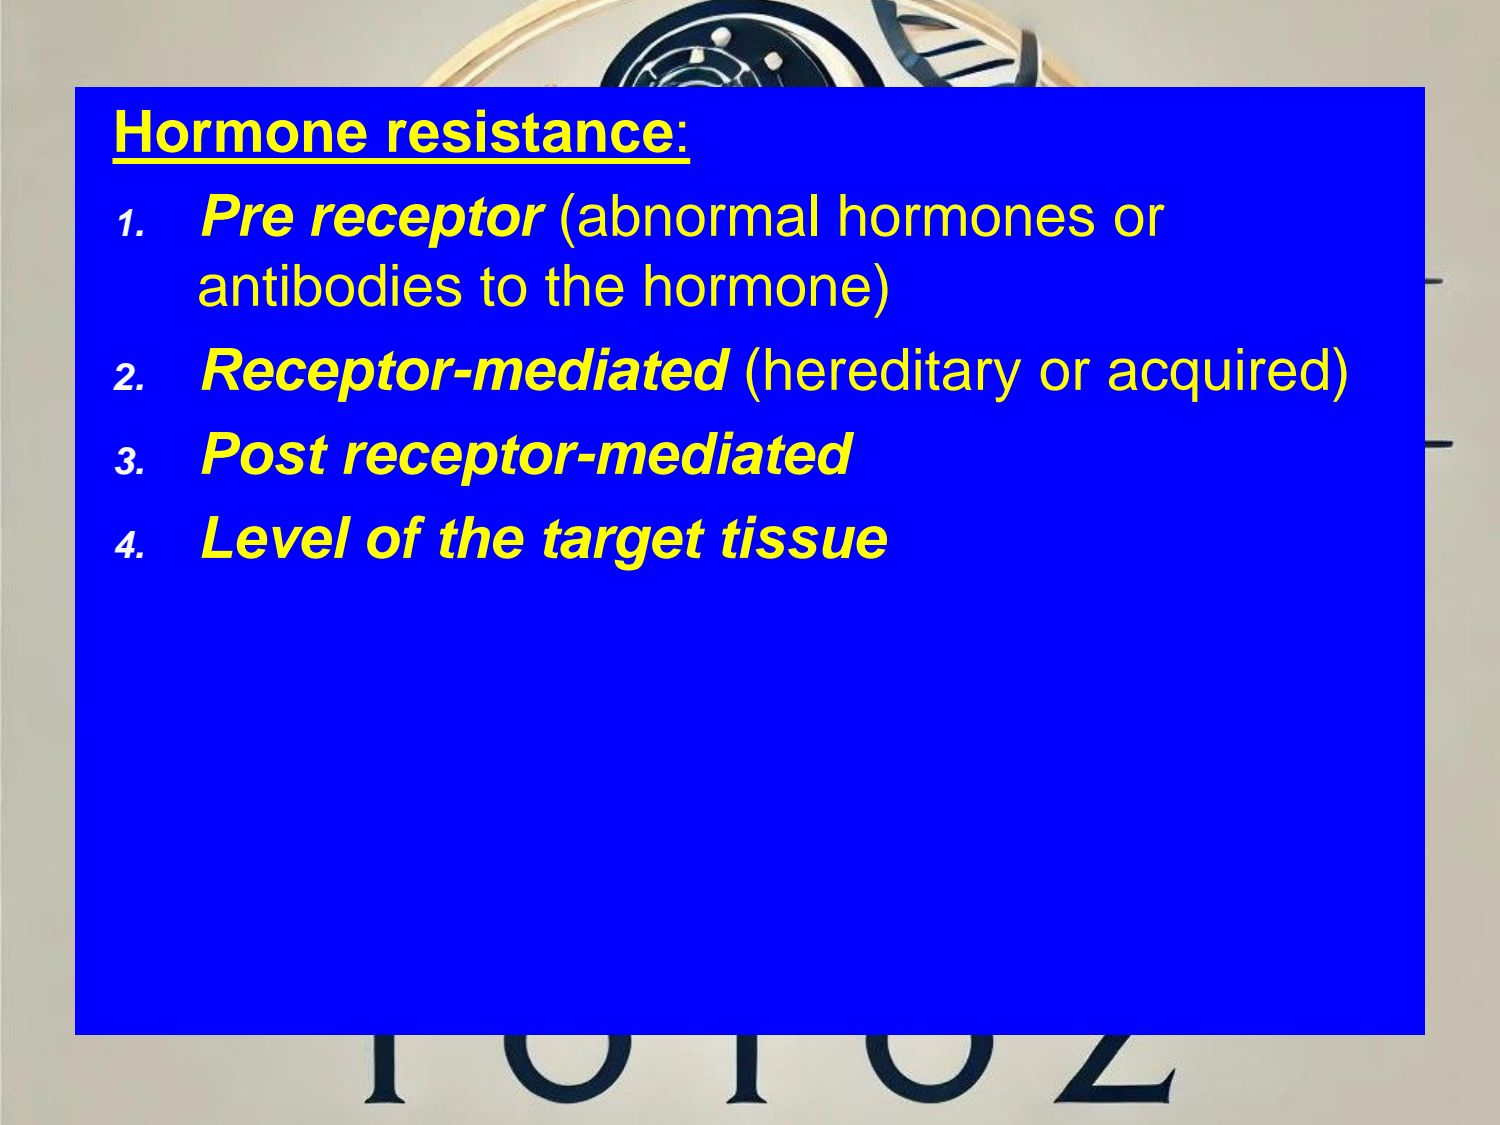 Hormone resistance:
1. Pre receptor (abnormal hormones or
antibodies to the hormone)
2. Receptor-mediated (hereditary or acquired)
3. Post receptor-mediated
4. Level of the target tissue